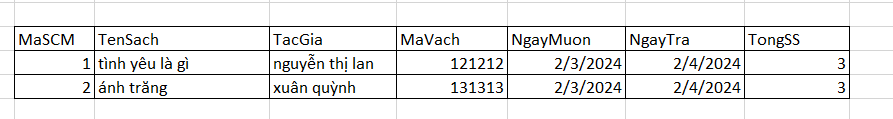 MaSCM TenSach TacGia MaVach NgayMuon NgayTra TongSS
1 tình yêu là gì nguyễn thị lan 121212 2/3/2024 2/4/2024 3
2 ánh trăng xuân quỳnh 131313 2/3/2024 2/4/2024 3